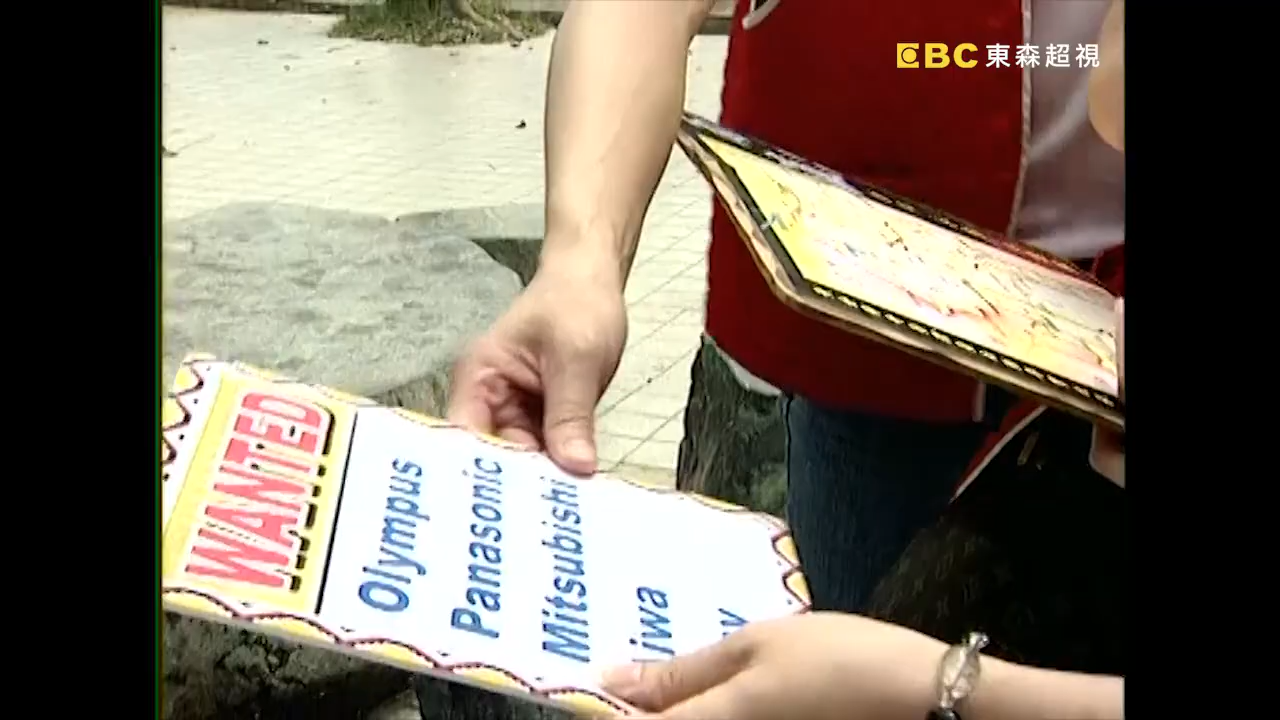 EBC 東森超視
WANTED
Olympus
Panasonic
Mitsubishi